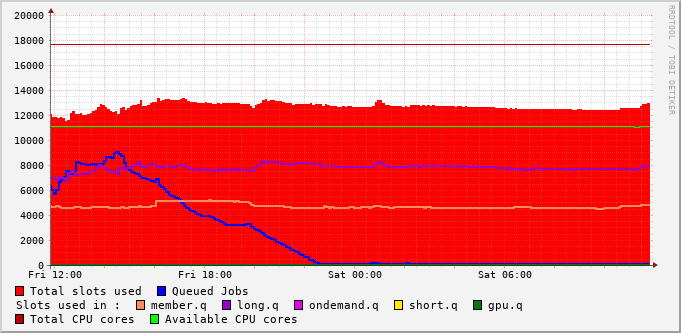 20000
18000
16000
14000
12000
10000
8000
6000
4000
2000
0
Fri 12:00 Fri 18:00 Sat 00:00 Sat 06:00
Total slots used Queued Jobs
Slots used in : member.q long.q ondemand.q short.q gpu.q
Total CPU cores Available CPU cores
RRDTOOL / TOBI OETIKER